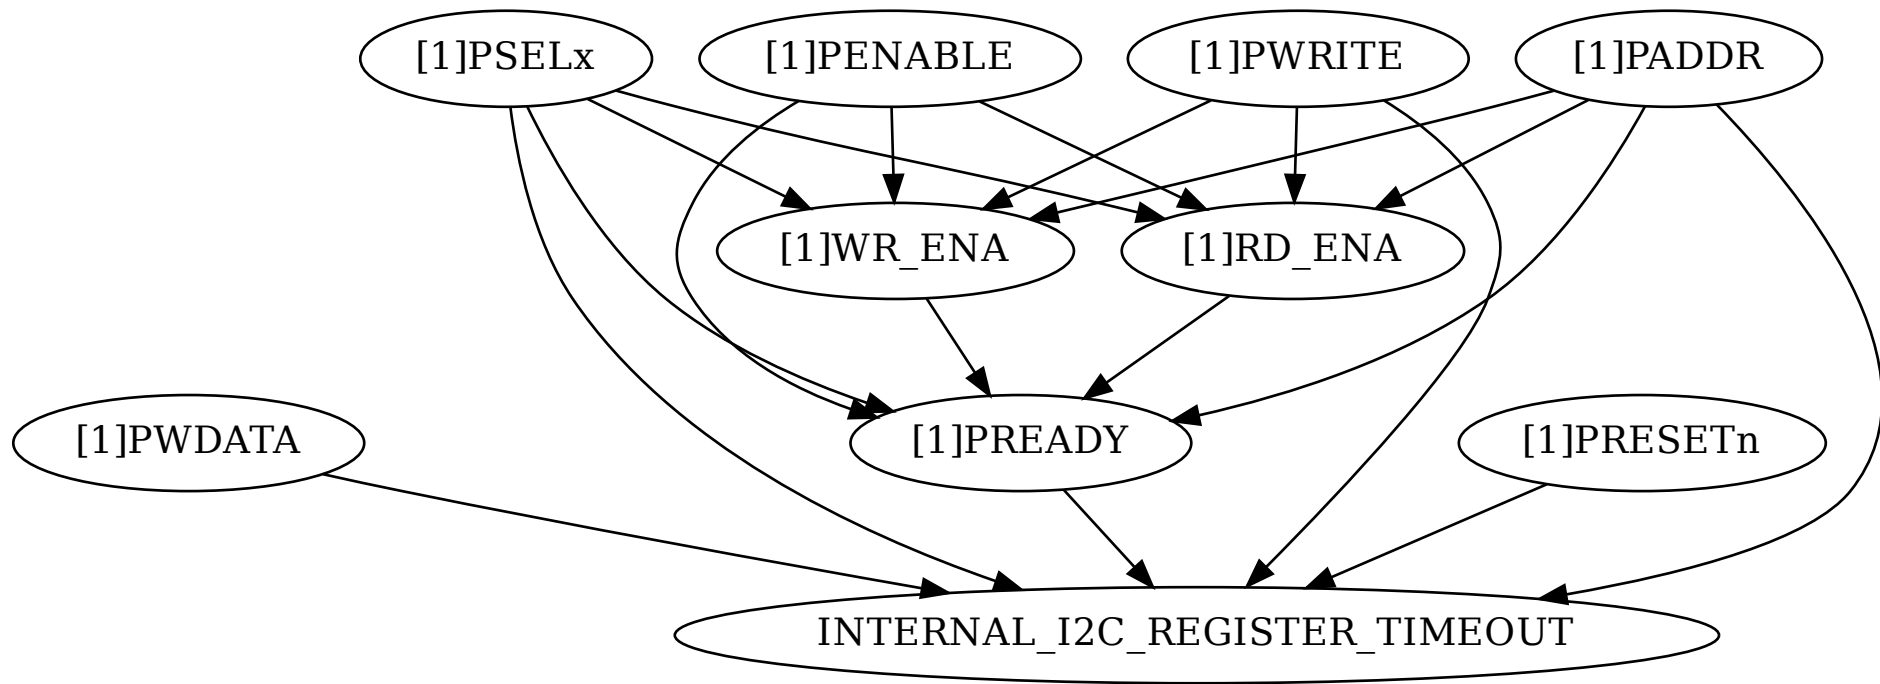 [1]PSELx
[1]PENABLE
[1]PWRITE
[1]PADDR
[1]WR_ENA
[1]RD_ENA
[1]PWDATA
[1]PREADY
[1]PRESETn
INTERNAL_I2C_REGISTER_TIMEOUT